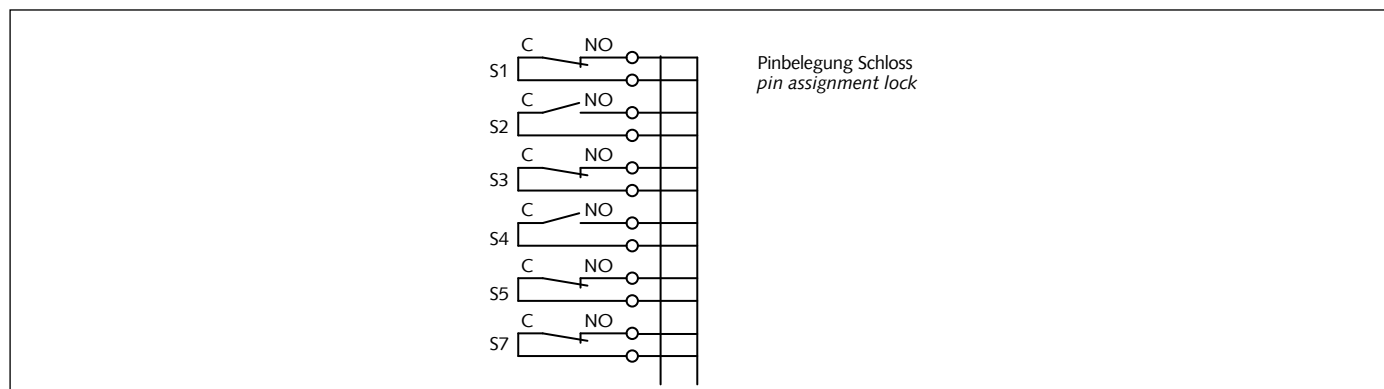 C NO
S1
C NO
S2
C NO
S3
C NO
S4
C NO
S5
C NO
S7
Pinbelegung Schloss
pin assignment lock